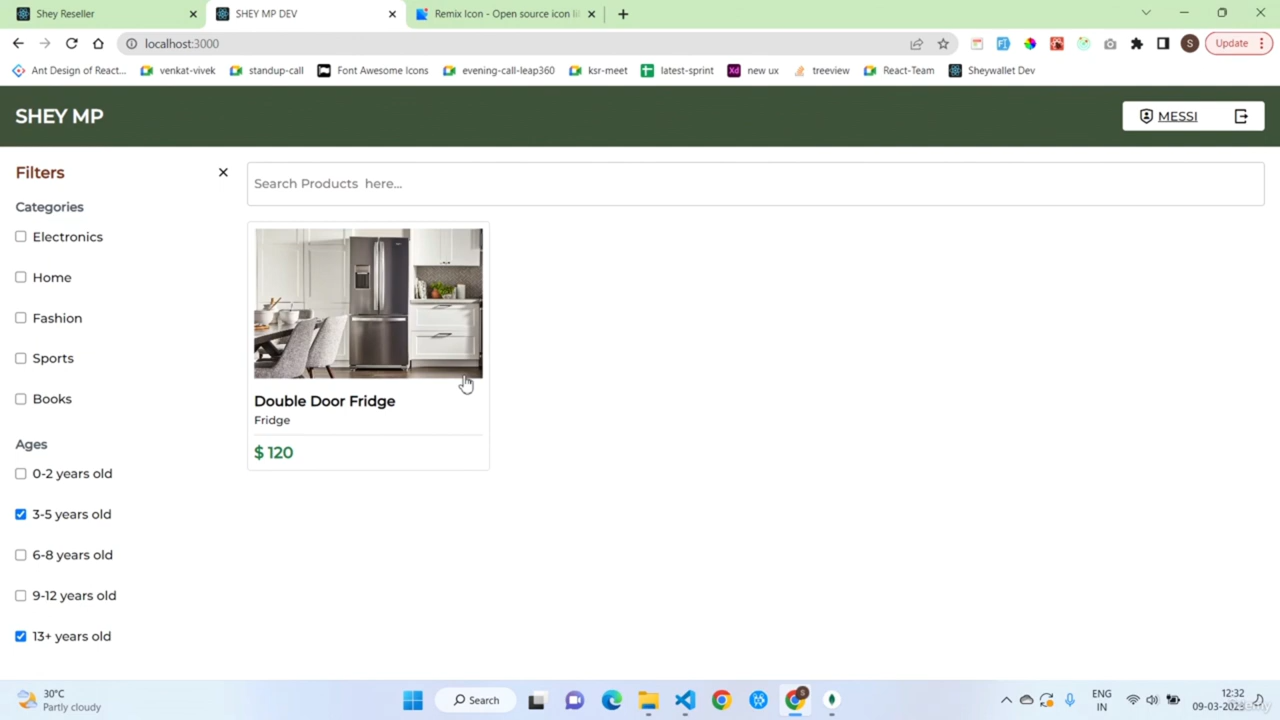 Shey Reseller
SHEY MP DEV
Remix Icon - Open source icon li
localhost:3000
S
Update
Ant Design of React...
venkat-vivek
standup-call
Font Awesome Icons
evening-call-leap360
ksr-meet
latest-sprint
new ux
treeview
React-Team
Sheywallet Dev
SHEY MP
MESSI
Filters
Search Products here...
Categories
Electronics
Home
Fashion
Sports
Books
Double Door Fridge
Fridge
$ 120
Ages
0-2 years old
3-5 years old
6-8 years old
9-12 years old
13+ years old
30°C
Partly cloudy
Search
ENG
IN
12:32